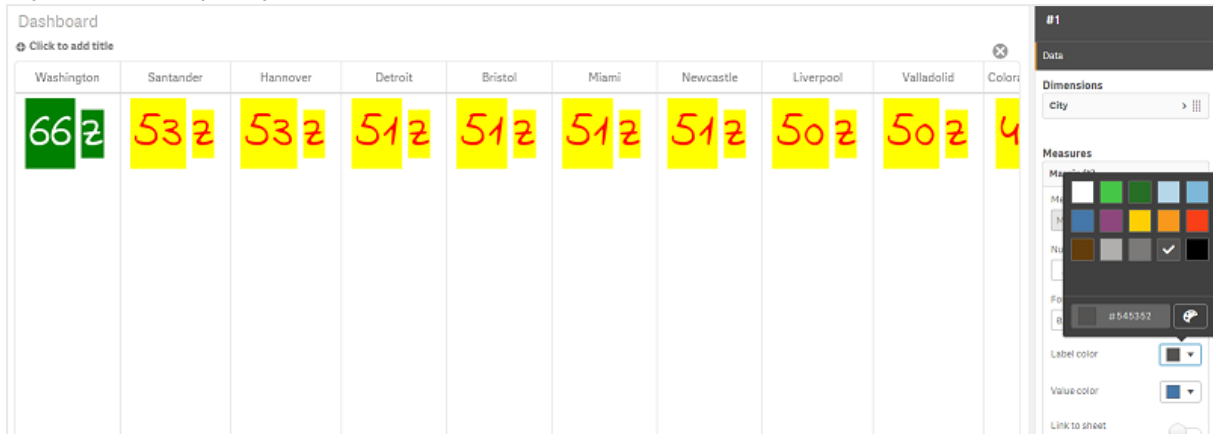 Dashboard
Click to add title
Washington Santander Hannover Detroit Bristol Miami Newcastle Liverpool Valladolid
66 z 53 z 53 z 51 z 51 z 51 z 51 z 50 z 50 z 4
#1
Data
Dimensions
City
Measures
#545352
Label color
Value color
Link to sheet